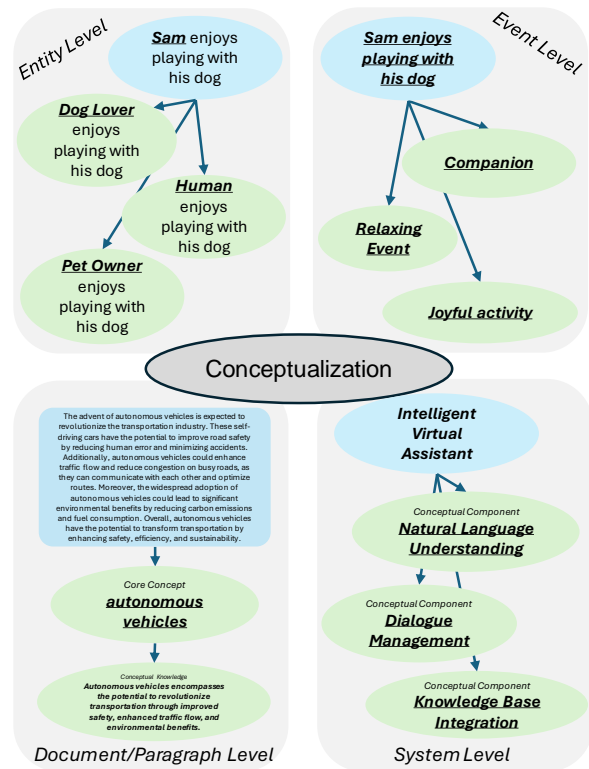 Entity Level
Sam enjoys
playing with
his dog
Dog Lover
enjoys
playing with
his dog
Human
enjoys
playing with
his dog
Pet Owner
enjoys
playing with
his dog
Event Level
Sam enjoys
playing with
his dog
Companion
Relaxing
Event
Joyful activity
Conceptualization
The advent of autonomous vehicles is expected to
revolutionize the transportation industry. These self-
driving cars have the potential to improve road safety
by reducing human error and minimizing accidents.
Additionally, autonomous vehicles could enhance
traffic flow and reduce congestion on busy roads, as
they can communicate with each other and optimize
routes. Moreover, the widespread adoption of
autonomous vehicles could lead to significant
environmental benefits by reducing carbon emissions
and fuel consumption. Overall, autonomous vehicles
have the potential to transform transportation by
enhancing safety, efficiency, and sustainability.
Core Concept
autonomous
vehicles
Conceptual Knowledge
Autonomous vehicles encompasses
the potential to revolutionize
transportation through improved
safety, enhanced traffic flow, and
environmental benefits.
Document/Paragraph Level
Intelligent
Virtual
Assistant
Conceptual Component
Natural Language
Understanding
Conceptual Component
Dialogue
Management
Conceptual Component
Knowledge Base
Integration
System Level